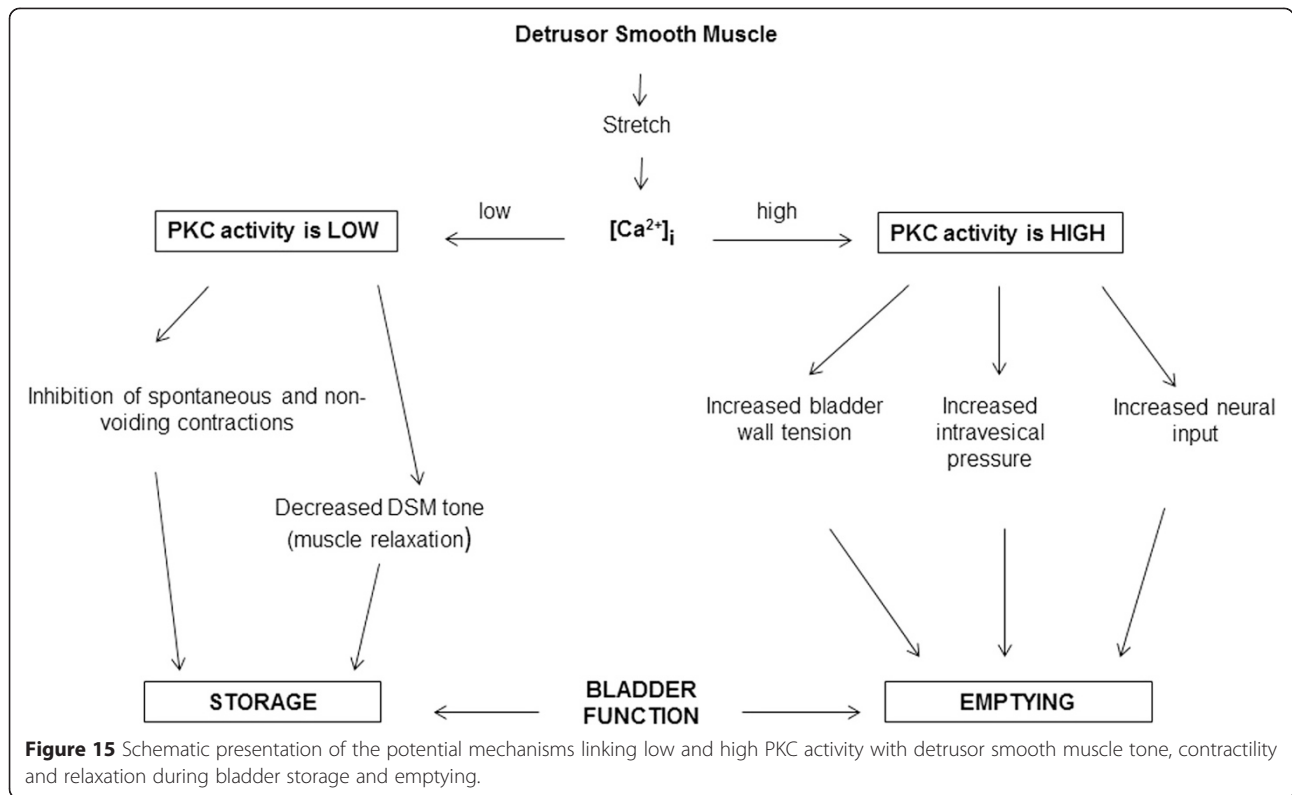 Detrusor Smooth Muscle
Stretch
low
[Ca²⁺]i
high
PKC activity is LOW
PKC activity is HIGH
Inhibition of spontaneous and non-
voiding contractions
Decreased DSM tone
(muscle relaxation)
Increased bladder
wall tension
Increased
intravesical
pressure
Increased neural
input
STORAGE
BLADDER
FUNCTION
EMPTYING
Figure 15 Schematic presentation of the potential mechanisms linking low and high PKC activity with detrusor smooth muscle tone, contractility
and relaxation during bladder storage and emptying.